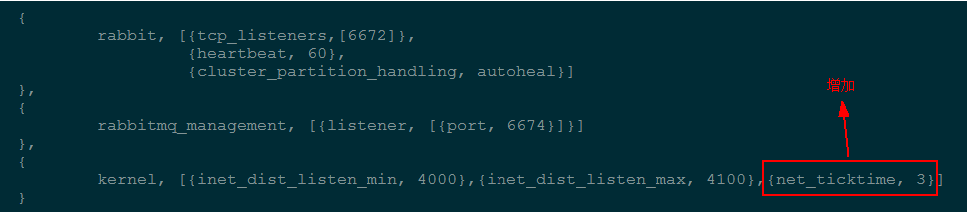 {
rabbit, [{tcp_listeners,[6672]},
{heartbeat, 60},
{cluster_partition_handling, autoheal}]
},
增加
{
rabbitmq_management, [{listener, [{port, 6674}]}]
},
{
kernel, [{inet_dist_listen_min, 4000},{inet_dist_listen_max, 4100},{net_ticktime, 3}]
}